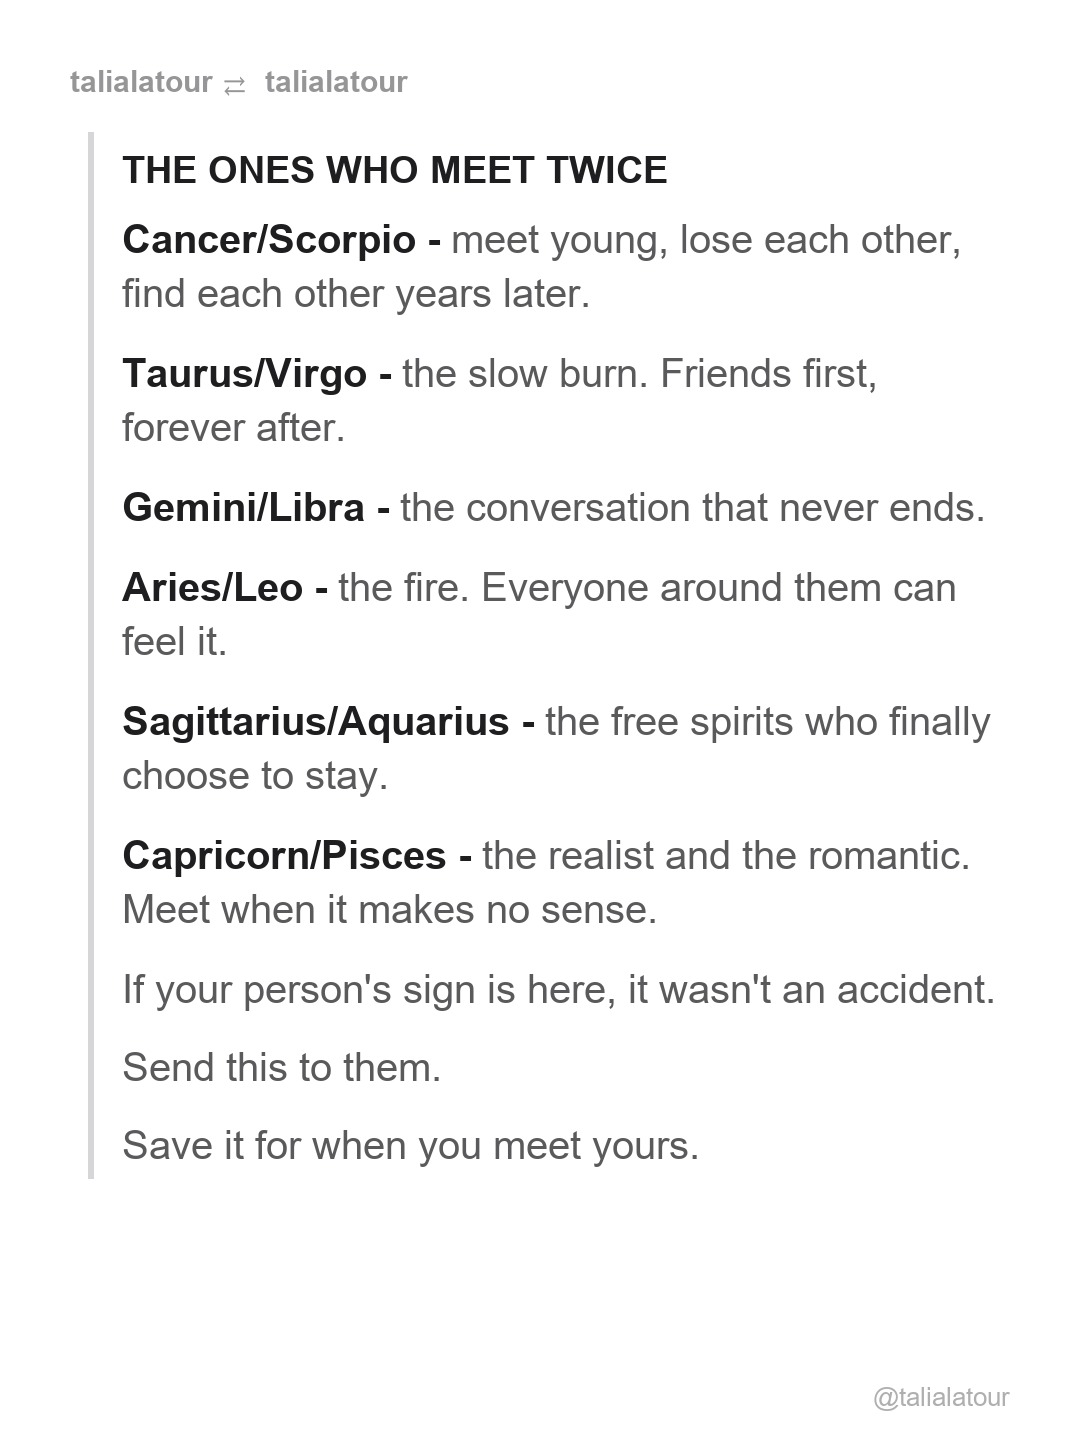 talialatour ⇄ talialatour
THE ONES WHO MEET TWICE
Cancer/Scorpio - meet young, lose each other,
find each other years later.
Taurus/Virgo - the slow burn. Friends first,
forever after.
Gemini/Libra - the conversation that never ends.
Aries/Leo - the fire. Everyone around them can
feel it.
Sagittarius/Aquarius - the free spirits who finally
choose to stay.
Capricorn/Pisces - the realist and the romantic.
Meet when it makes no sense.
If your person's sign is here, it wasn't an accident.
Send this to them.
Save it for when you meet yours.
@talialatour